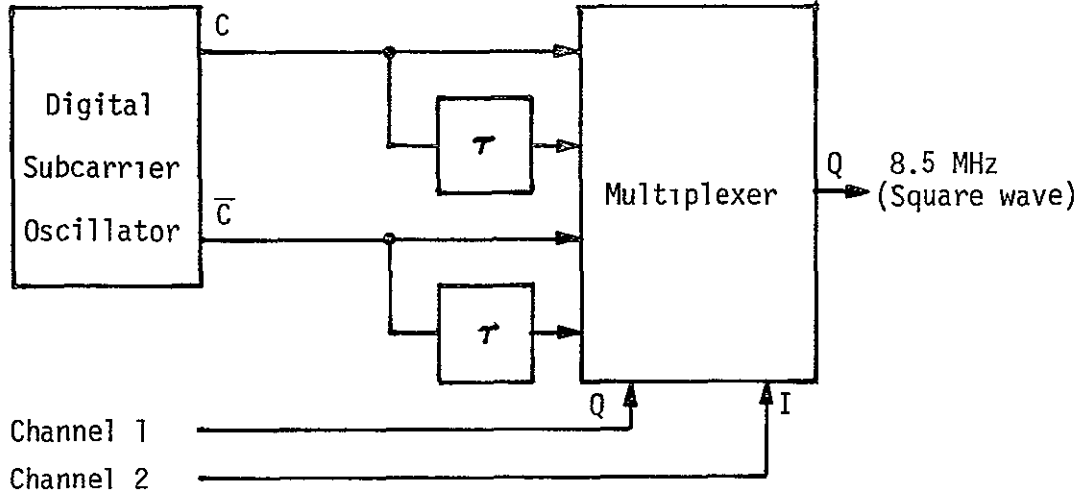 C
Digital
Subcarrier
Oscillator
C̅
τ
τ
Multiplexer
Q 8.5 MHz
(Square wave)
Q
I
Channel 1
Channel 2